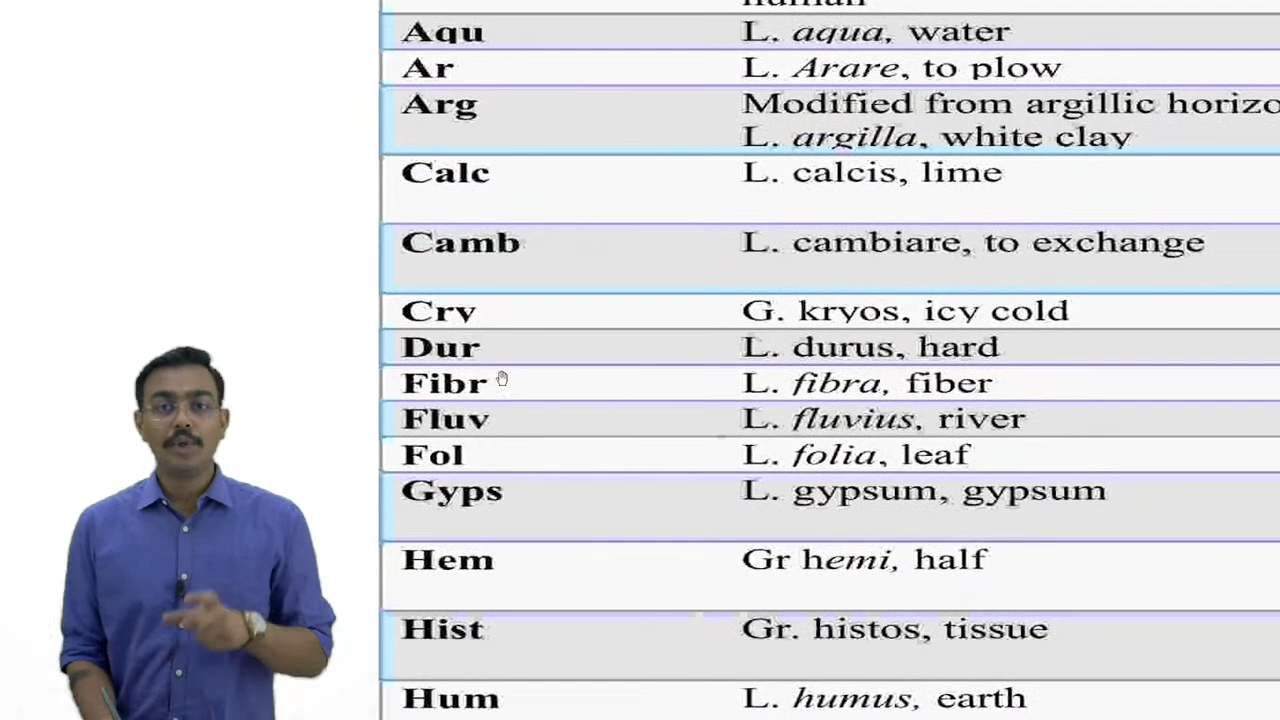 human
Aqu L. aqua, water
Ar L. Arare, to plow
Arg Modified from argillic horizo
L. argilla, white clay
Calc L. calcis, lime
Camb L. cambiare, to exchange
Cry G. kryos, icy cold
Dur L. durus, hard
Fibr L. fibra, fiber
Fluv L. fluvius, river
Fol L. folia, leaf
Gyps L. gypsum, gypsum
Hem Gr hemi, half
Hist Gr. histos, tissue
Hum L. humus, earth